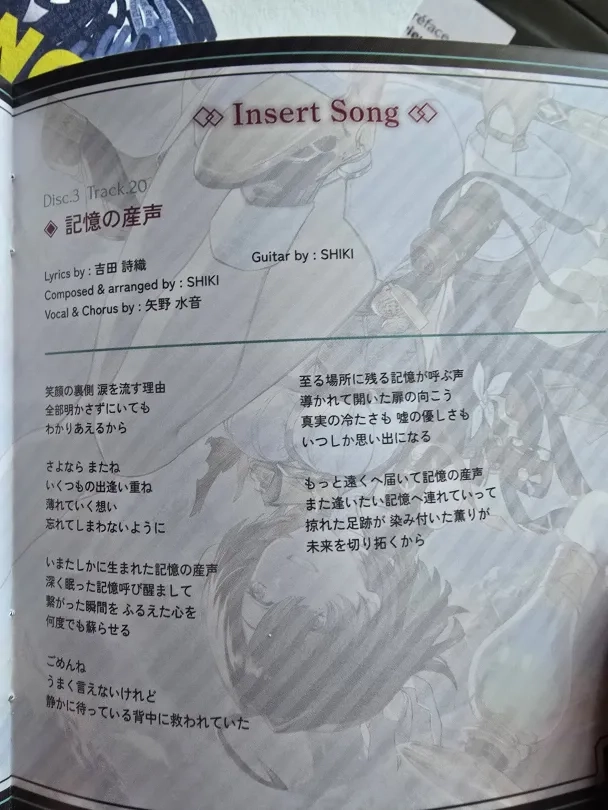 NO
réface
Insert Song
Disc.3 Track.20
記憶の産声
Lyrics by : 吉田 詩織
Composed & arranged by : SHIKI
Vocal & Chorus by : 矢野 水音
Guitar by : SHIKI
笑顔の裏側 涙を流す理由
全部明かさずにいても
わかりあえるから
さよなら またね
いくつもの出逢い重ね
薄れていく想い
忘れてしまわないように
いまたしかに生まれた記憶の産声
深く眠った記憶呼び醒まして
繋がった瞬間を ふるえた心を
何度でも蘇らせる
ごめんね
うまく言えないけれど
静かに待っている背中に救われていた
至る場所に残る記憶が呼ぶ声
導かれて開いた扉の向こう
真実の冷たさも 嘘の優しさも
いつしか思い出になる
もっと遠くへ届いて記憶の産声
また逢いたい記憶へ連れていって
掠れた足跡が 染み付いた薫りが
未来を切り拓くから